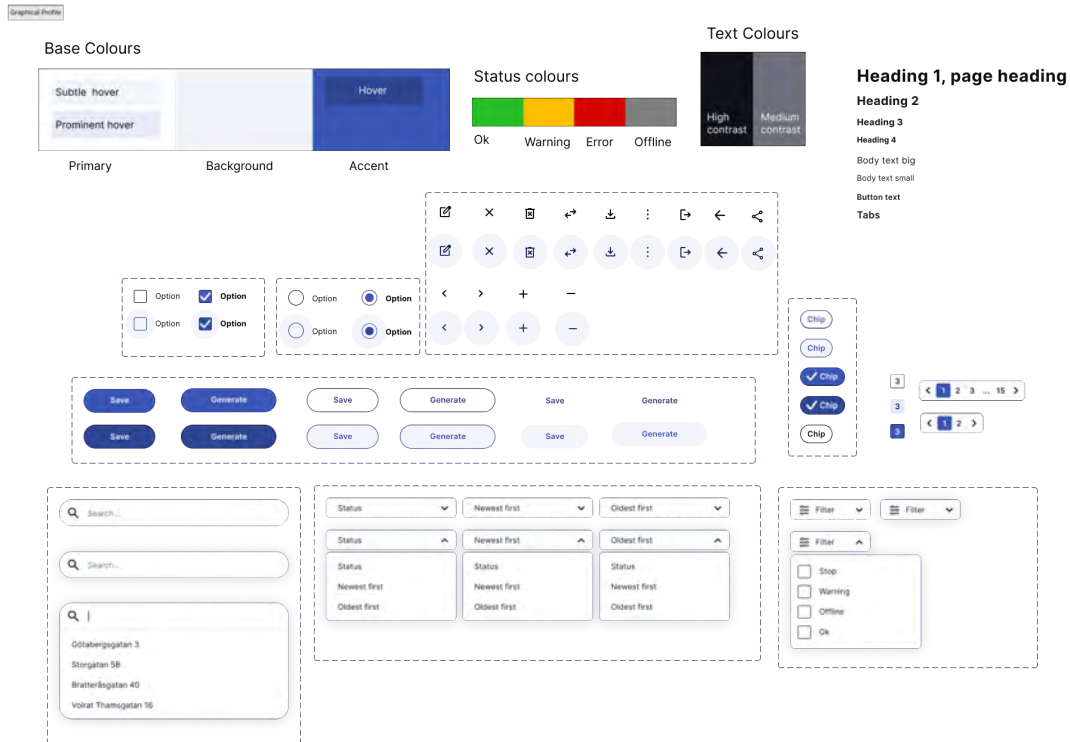 Graphical Profile
Base Colours
Subtle hover
Prominent hover
Hover
Primary
Background
Accent
Status colours
Ok
Warning
Error
Offline
Text Colours
High
contrast
Medium
contrast
Heading 1, page heading
Heading 2
Heading 3
Heading 4
Body text big
Body text small
Button text
Tabs
Option
Option
Option
Option
Option
Option
Option
Option
Save
Generate
Save
Generate
Save
Generate
Save
Generate
Save
Generate
Save
Generate
Chip
Chip
Chip
Chip
Chip
3
3
3
1 2 3 ... 15
1 2
Search...
Search...
Götabergsgatan 3
Storgatan 5B
Bratteråsgatan 40
Volrat Thamsgatan 16
Status
Newest first
Oldest first
Status
Newest first
Oldest first
Status
Newest first
Oldest first
Status
Newest first
Oldest first
Status
Newest first
Oldest first
Filter
Filter
Filter
Stop
Warning
Offline
Ok